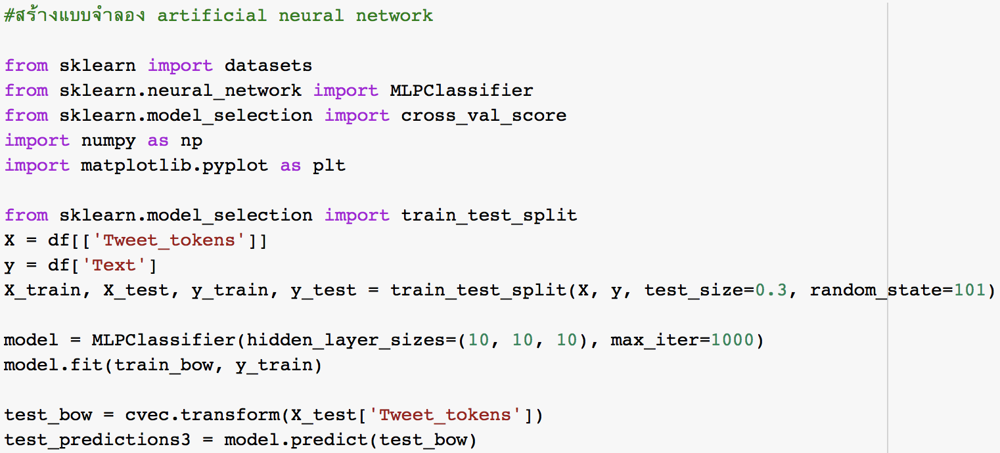 #สร้างแบบจำลอง artificial neural network
from sklearn import datasets
from sklearn.neural_network import MLPClassifier
from sklearn.model_selection import cross_val_score
import numpy as np
import matplotlib.pyplot as plt
from sklearn.model_selection import train_test_split
X = df[['Tweet_tokens']]
y = df['Text']
X_train, X_test, y_train, y_test = train_test_split(X, y, test_size=0.3, random_state=101)
model = MLPClassifier(hidden_layer_sizes=(10, 10, 10), max_iter=1000)
model.fit(train_bow, y_train)
test_bow = cvec.transform(X_test['Tweet_tokens'])
test_predictions3 = model.predict(test_bow)